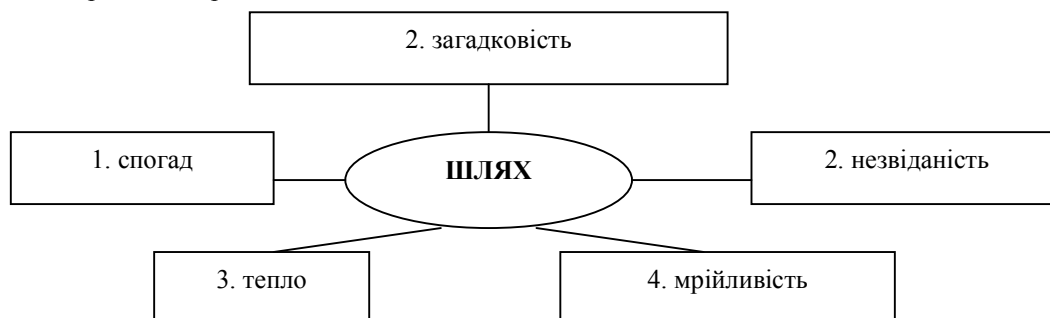 2. загадковість
1. спогад
ШЛЯХ
2. незвіданість
3. тепло
4. мрійливість